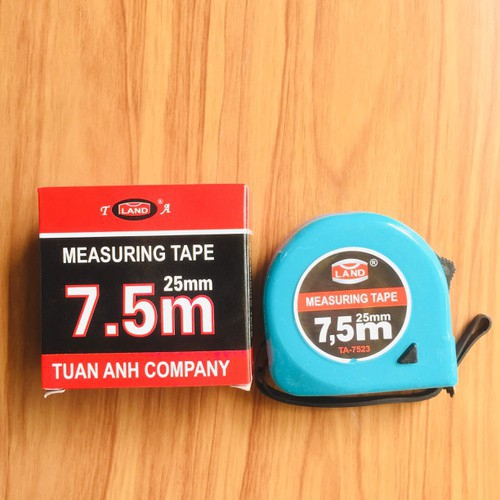 T LAND ® A
MEASURING TAPE
25mm
7.5m
TUAN ANH COMPANY
LAND ®
MEASURING TAPE
25mm
7,5m
TA-7523